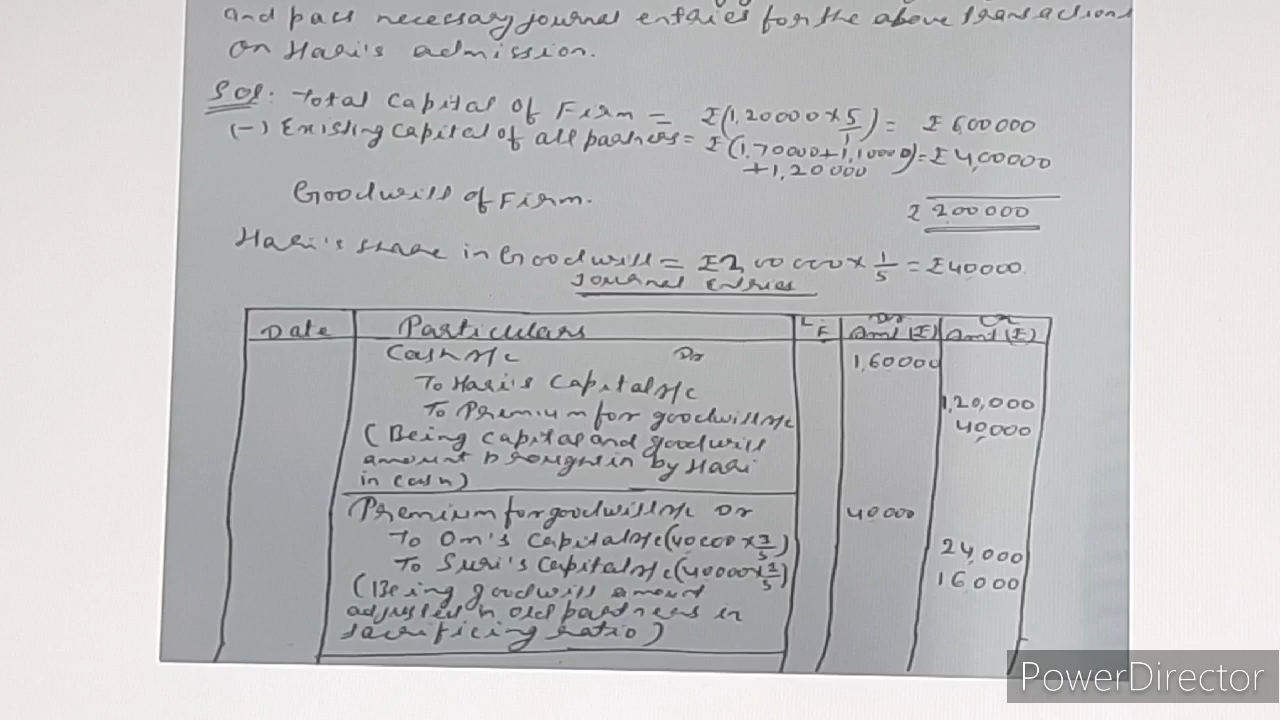 and pass necessary journal entries for the above transactions
on Hari's admission.
Sol: Total Capital of Firm = ₹(1,20000 × 5/1) = ₹ 600000
(-) Existing Capital of all partners = ₹(1,70000+1,10000 = ₹4,00000
+1,20000)
Goodwill of Firm. ₹ 200000
Hari's share in Goodwill = ₹2,00000 × 1/5 = ₹40000.
Journal Entries
Date Particulars L F Dr Amt (₹) Cr Amt (₹)
Cash A/c Dr 1,60000
To Hari's Capital A/c 1,20,000
To Premium for goodwill A/c 40,000
(Being capital and goodwill
amount brought in by Hari
in cash)
Premium for goodwill A/c Dr 40000
To Om's Capital A/c (40000 × 3/5) 24,000
To Suri's Capital A/c (40000 × 2/5) 16000
(Being goodwill amount
adjusted in old partners in
sacrificing ratio)
PowerDirector